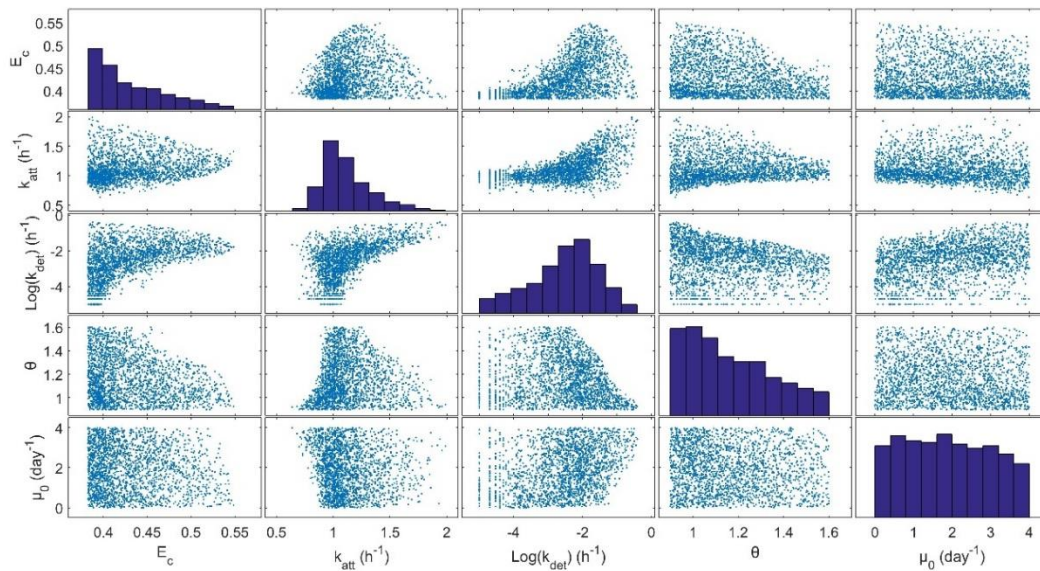 0.55
0.5
0.45
0.4
E_c
2
1.5
1
0.5
k_att (h⁻¹)
0
-2
-4
Log(k_det) (h⁻¹)
1.6
1.4
1.2
1
θ
4
2
0
μ_0 (day⁻¹)
0.4 0.45 0.5 0.55 0.5 1 1.5 2 -4 -2 0 1 1.2 1.4 1.6 0 1 2 3 4
E_c k_att (h⁻¹) Log(k_det) (h⁻¹) θ μ_0 (day⁻¹)